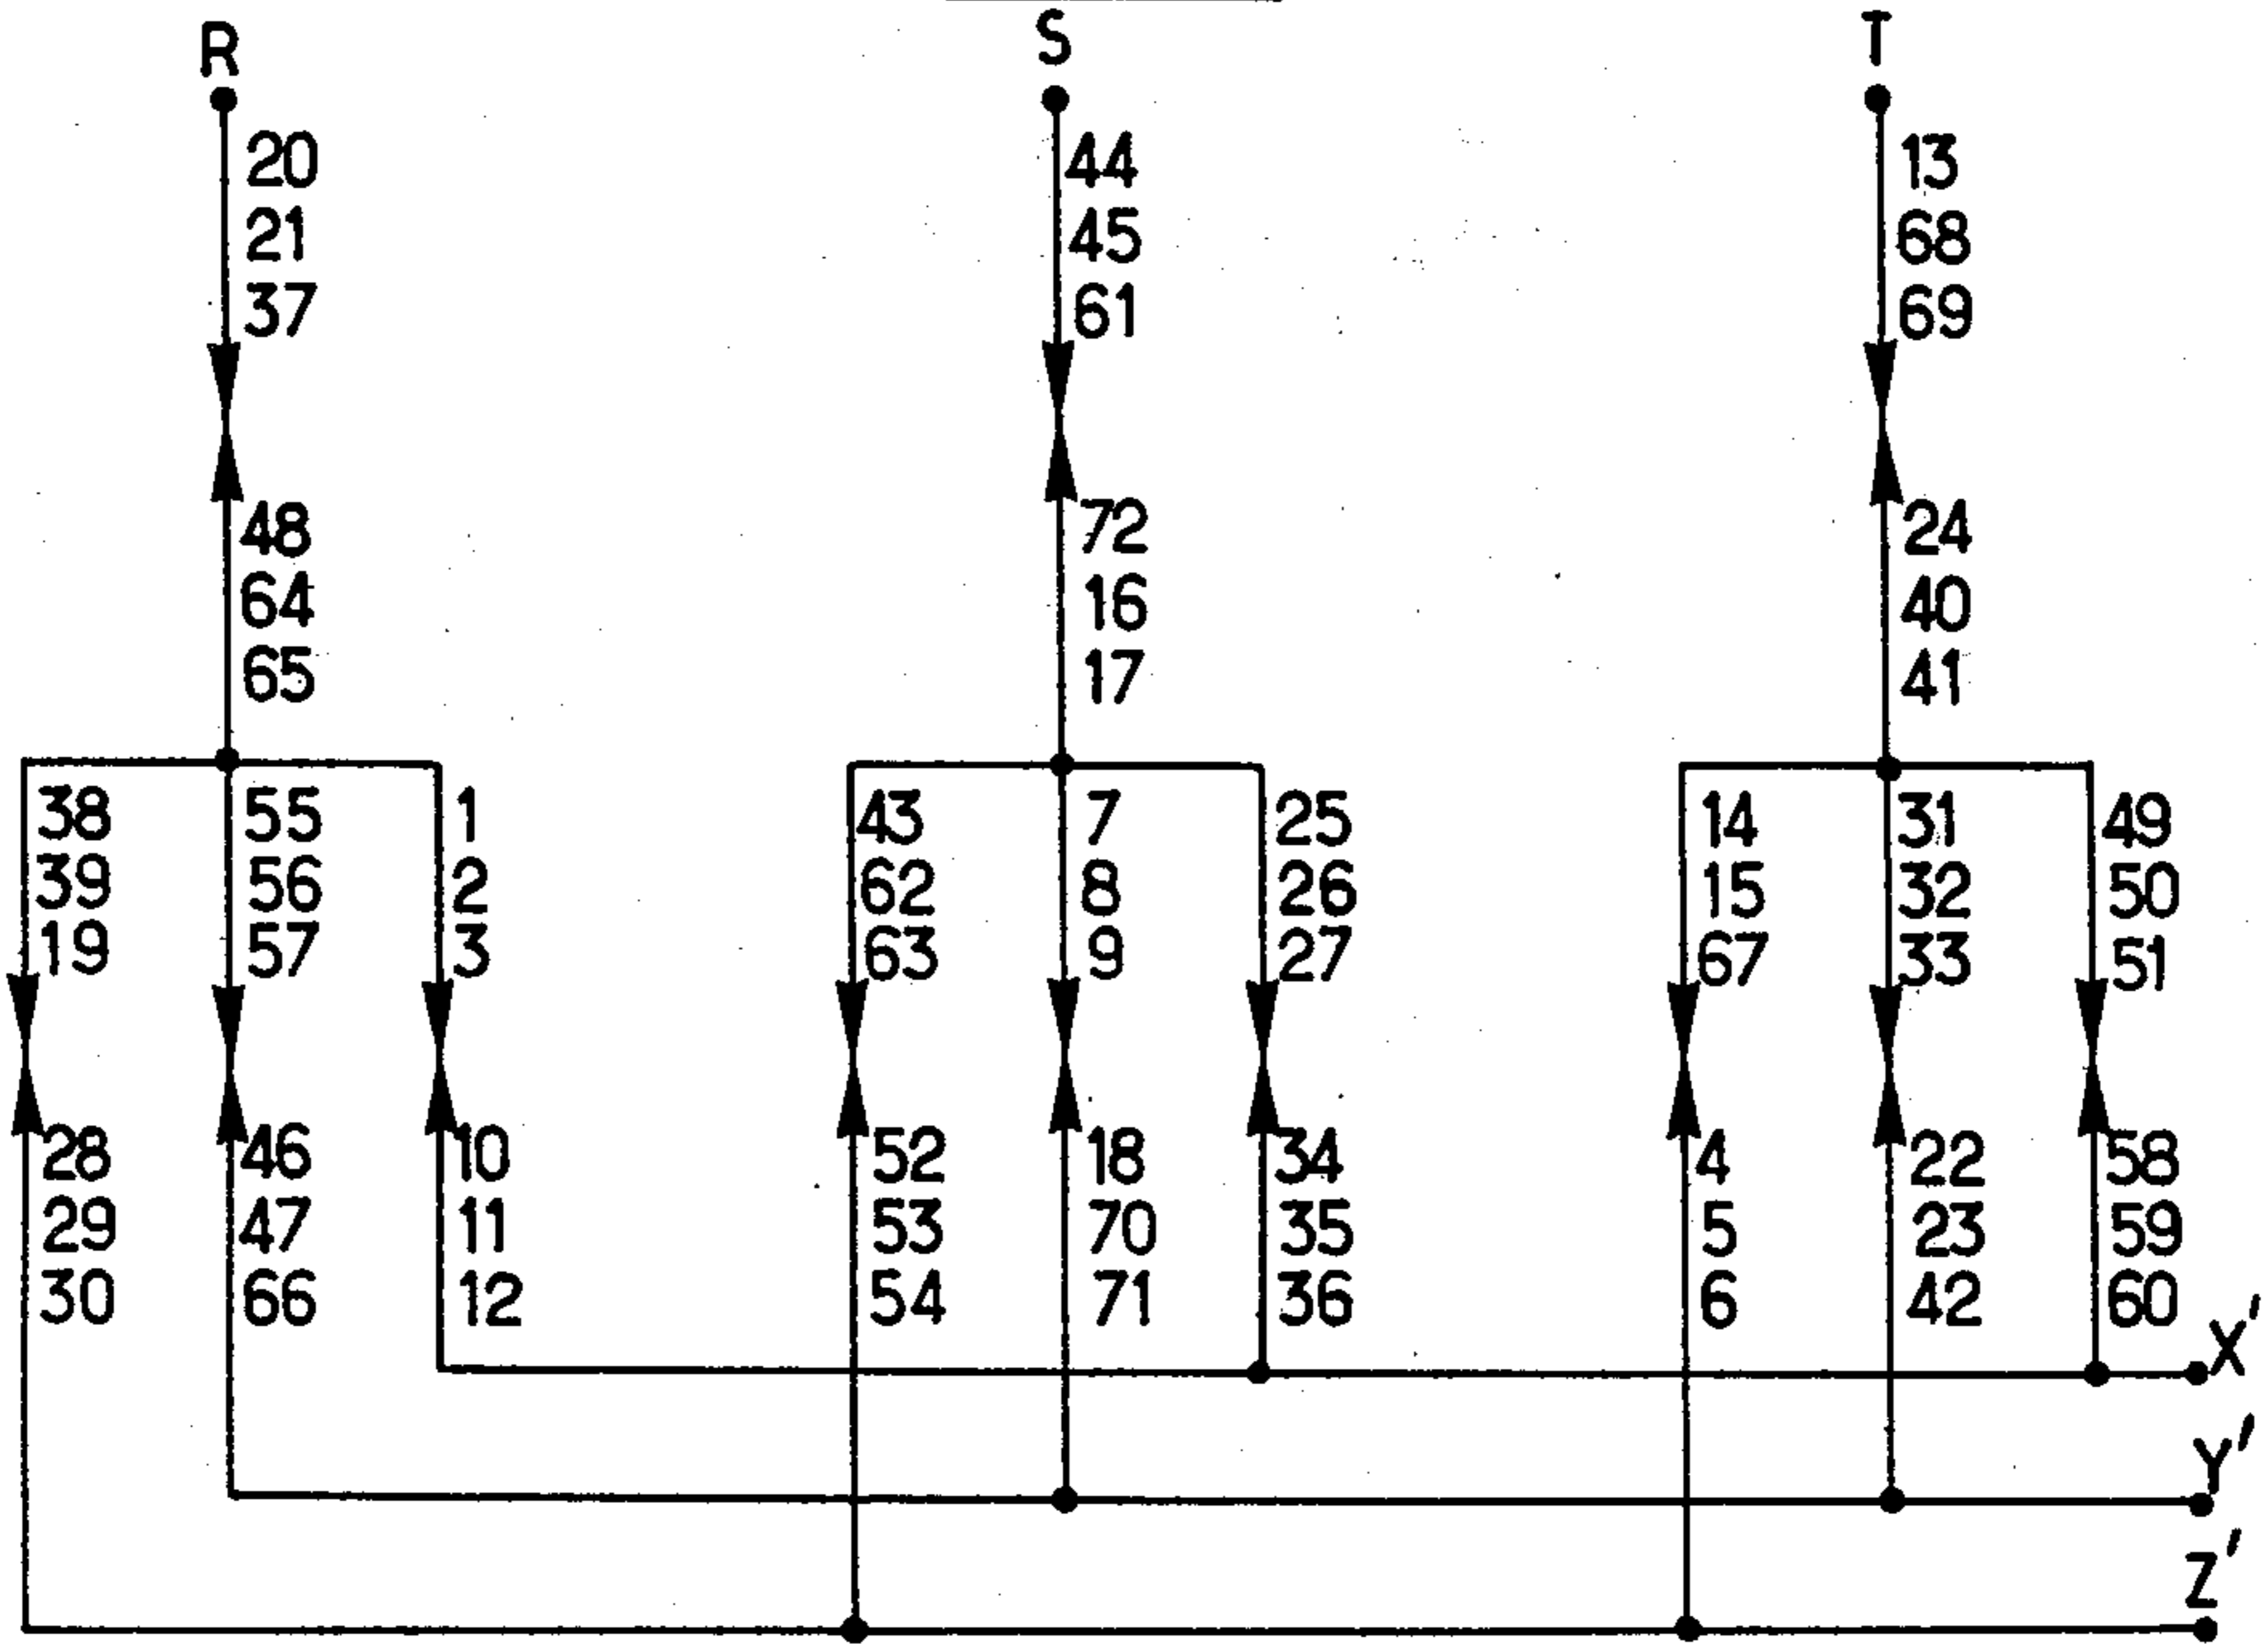 R S T
20 44 13
21 45 68
37 61 69
48 72 24
64 16 40
65 17 41
38 55 1 43 7 25 14 31 49
39 56 2 62 8 26 15 32 50
19 57 3 63 9 27 67 33 51
28 46 10 52 18 34 4 22 58
29 47 11 53 70 35 5 23 59
30 66 12 54 71 36 6 42 60
X'
Y'
Z'